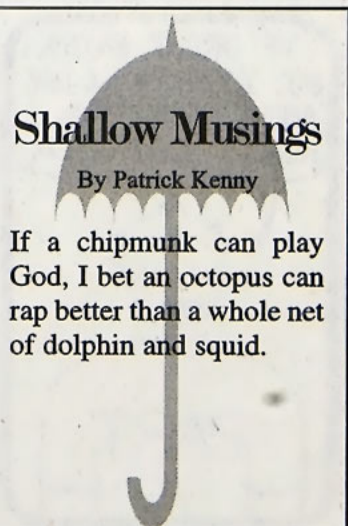 Shallow Musings
By Patrick Kenny
If a chipmunk can play
God, I bet an octopus can
rap better than a whole net
of dolphin and squid.